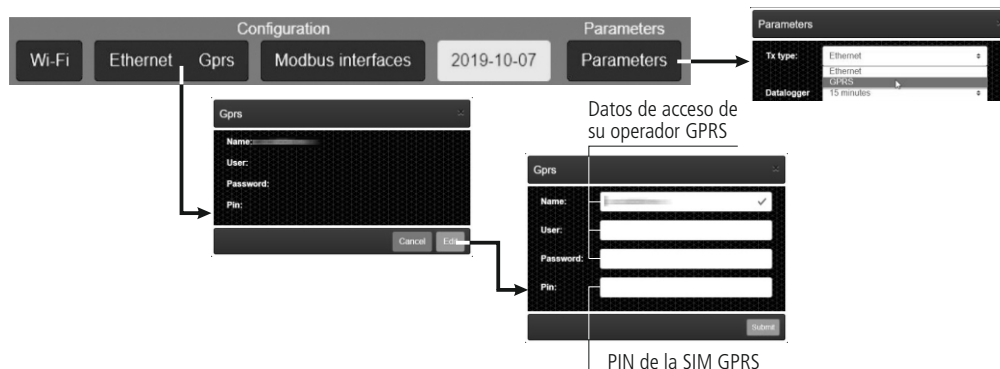 Configuration
Parameters
Wi-Fi
Ethernet
Gprs
Modbus interfaces
2019-10-07
Parameters
Parameters
Tx type:
Ethernet
Ethernet
GPRS
Datalogger
15 minutes
Gprs
Name:
User:
Password:
Pin:
Cancel
Edit
Datos de acceso de
su operador GPRS
Gprs
Name:
User:
Password:
Pin:
Submit
PIN de la SIM GPRS